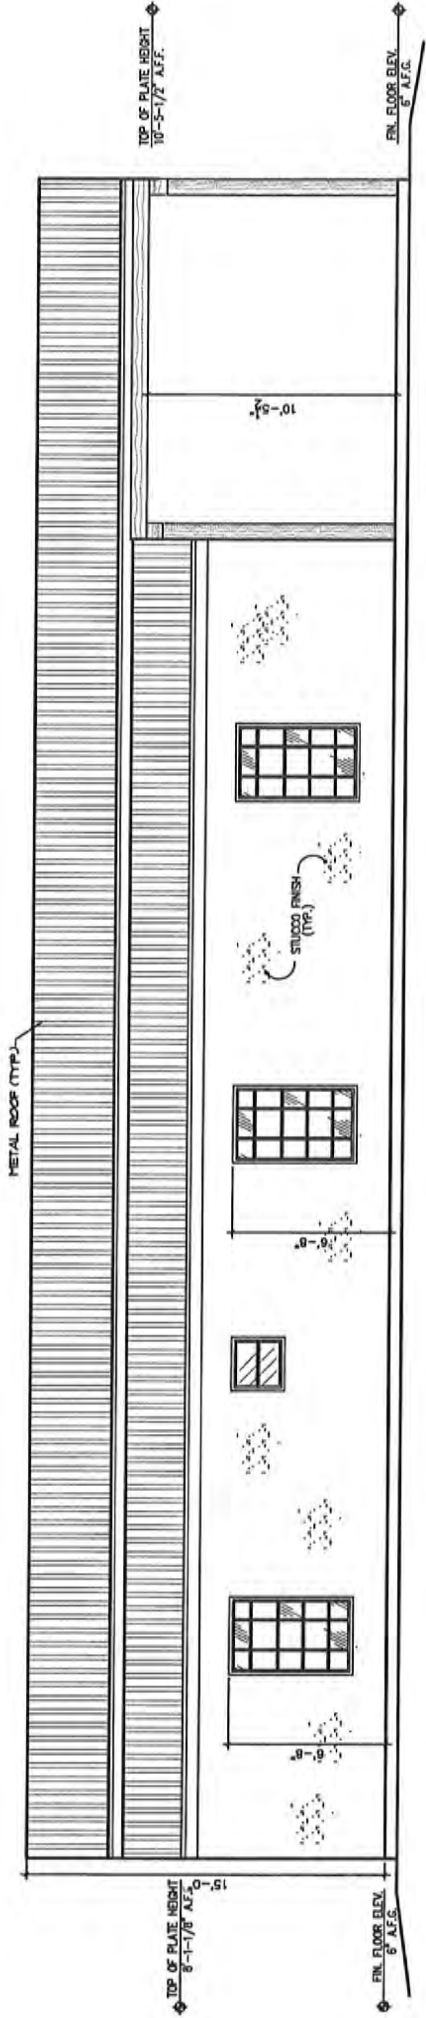 METAL ROOF (TYP.)
TOP OF PLATE HEIGHT
8'-1-1/8" A.F.F.
15'-0"
FIN. FLOOR ELEV.
6" A.F.G.
6'-8"
6'-8"
STUCCO FINISH
(TYP.)
10'-5½"
TOP OF PLATE HEIGHT
10'-5-1/2" A.F.F.
FIN. FLOOR ELEV.
6" A.F.G.